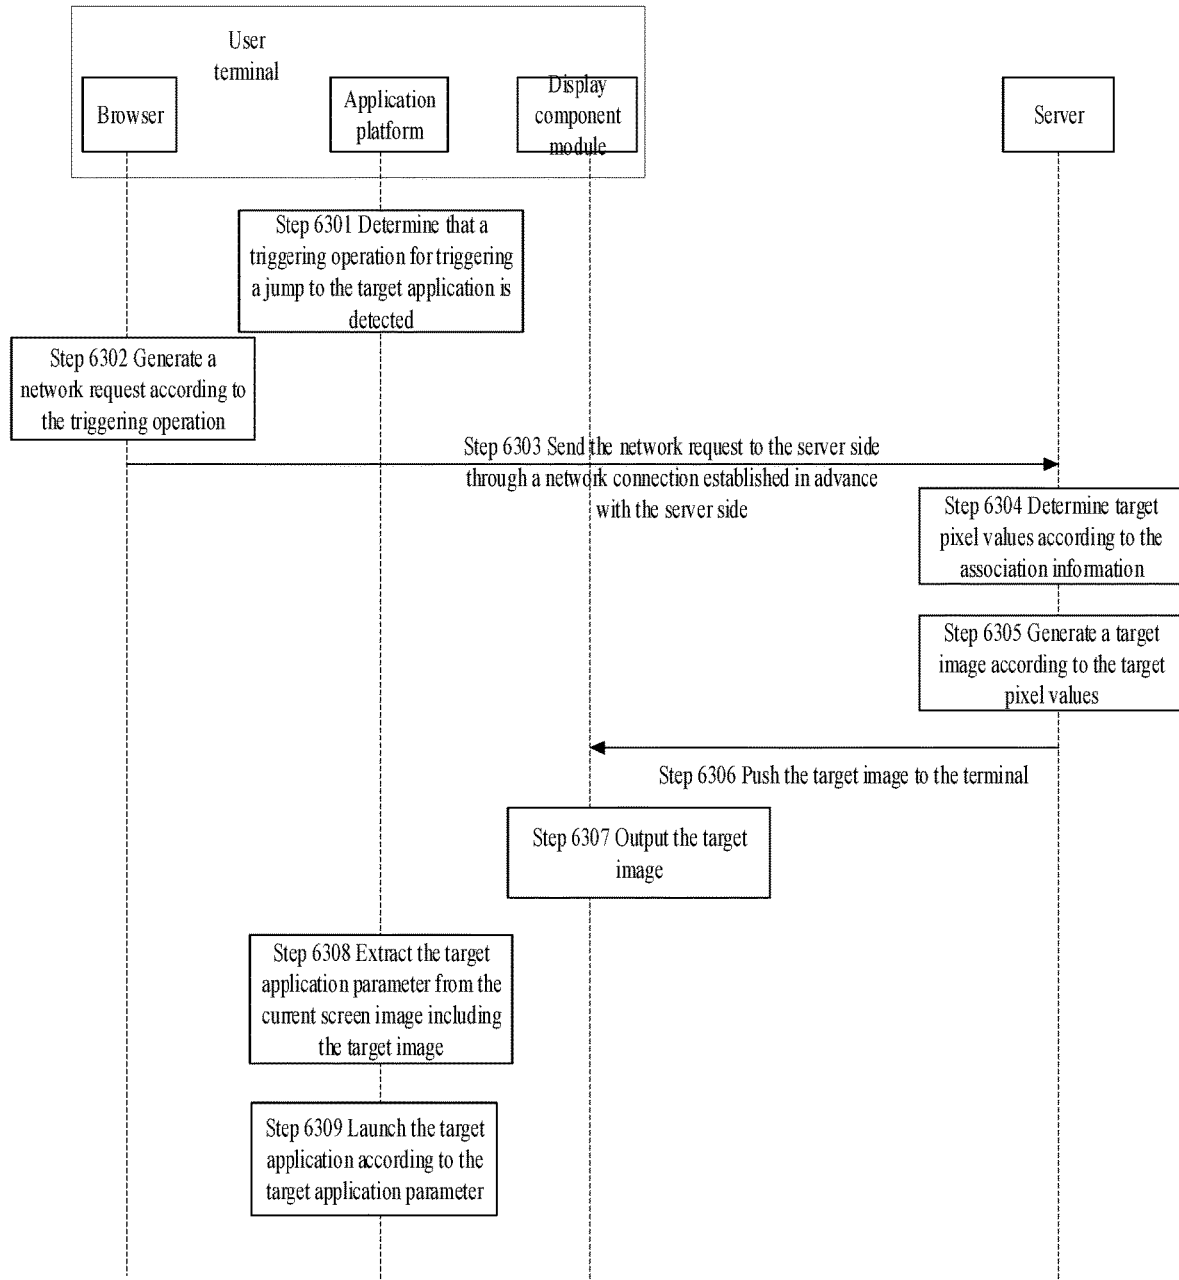 User
terminal
Browser
Application
platform
Display
component
module
Server
Step 6301 Determine that a
triggering operation for triggering
a jump to the target application is
detected
Step 6302 Generate a
network request according to
the triggering operation
Step 6303 Send the network request to the server side
through a network connection established in advance
with the server side
Step 6304 Determine target
pixel values according to the
association information
Step 6305 Generate a target
image according to the target
pixel values
Step 6306 Push the target image to the terminal
Step 6307 Output the target
image
Step 6308 Extract the target
application parameter from the
current screen image including
the target image
Step 6309 Launch the target
application according to the
target application parameter